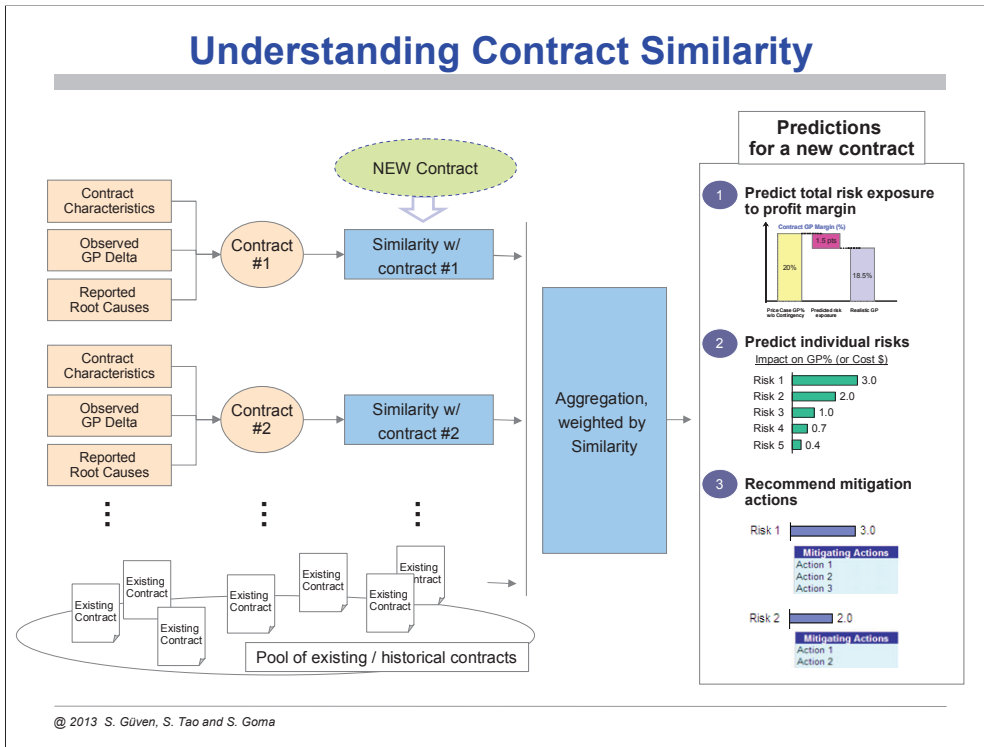 Understanding Contract Similarity
NEW Contract
Contract
Characteristics
Observed
GP Delta
Reported
Root Causes
Contract
#1
Similarity w/
contract #1
Contract
Characteristics
Observed
GP Delta
Reported
Root Causes
Contract
#2
Similarity w/
contract #2
Aggregation,
weighted by
Similarity
Existing
Contract
Existing
Contract
Existing
Contract
Existing
Contract
Existing
Contract
Existing
Contract
Existing
Contract
Pool of existing / historical contracts
Predictions
for a new contract
1
Predict total risk exposure
to profit margin
Contract GP Margin (%)
1.5 pts
20%
18.5%
Price Case GP%
w/o Contingency
Predicted risk
exposure
Realistic GP
2
Predict individual risks
Impact on GP% (or Cost $)
Risk 1 3.0
Risk 2 2.0
Risk 3 1.0
Risk 4 0.7
Risk 5 0.4
3
Recommend mitigation
actions
Risk 1 3.0
Mitigating Actions
Action 1
Action 2
Action 3
Risk 2 2.0
Mitigating Actions
Action 1
Action 2
@ 2013 S. Güven, S. Tao and S. Goma